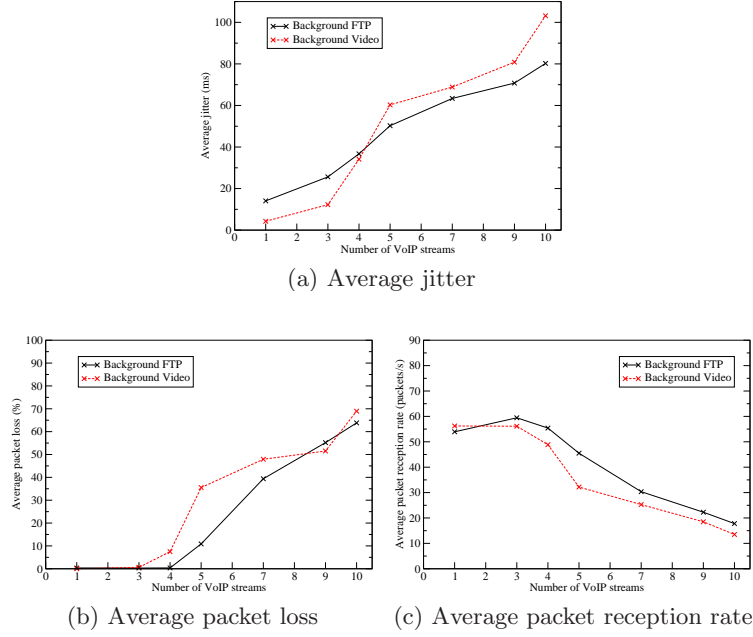 Background FTP
Background Video
100
80
60
40
20
0
Average jitter (ms)
0 1 2 3 4 5 6 7 8 9 10
Number of VoIP streams
(a) Average jitter
Background FTP
Background Video
100
90
80
70
60
50
40
30
20
10
0
Average packet loss (%)
0 1 2 3 4 5 6 7 8 9 10
Number of VoIP streams
(b) Average packet loss
Background FTP
Background Video
90
80
70
60
50
40
30
20
10
0
Average packet reception rate (packets/s)
0 1 2 3 4 5 6 7 8 9 10
Number of VoIP streams
(c) Average packet reception rate